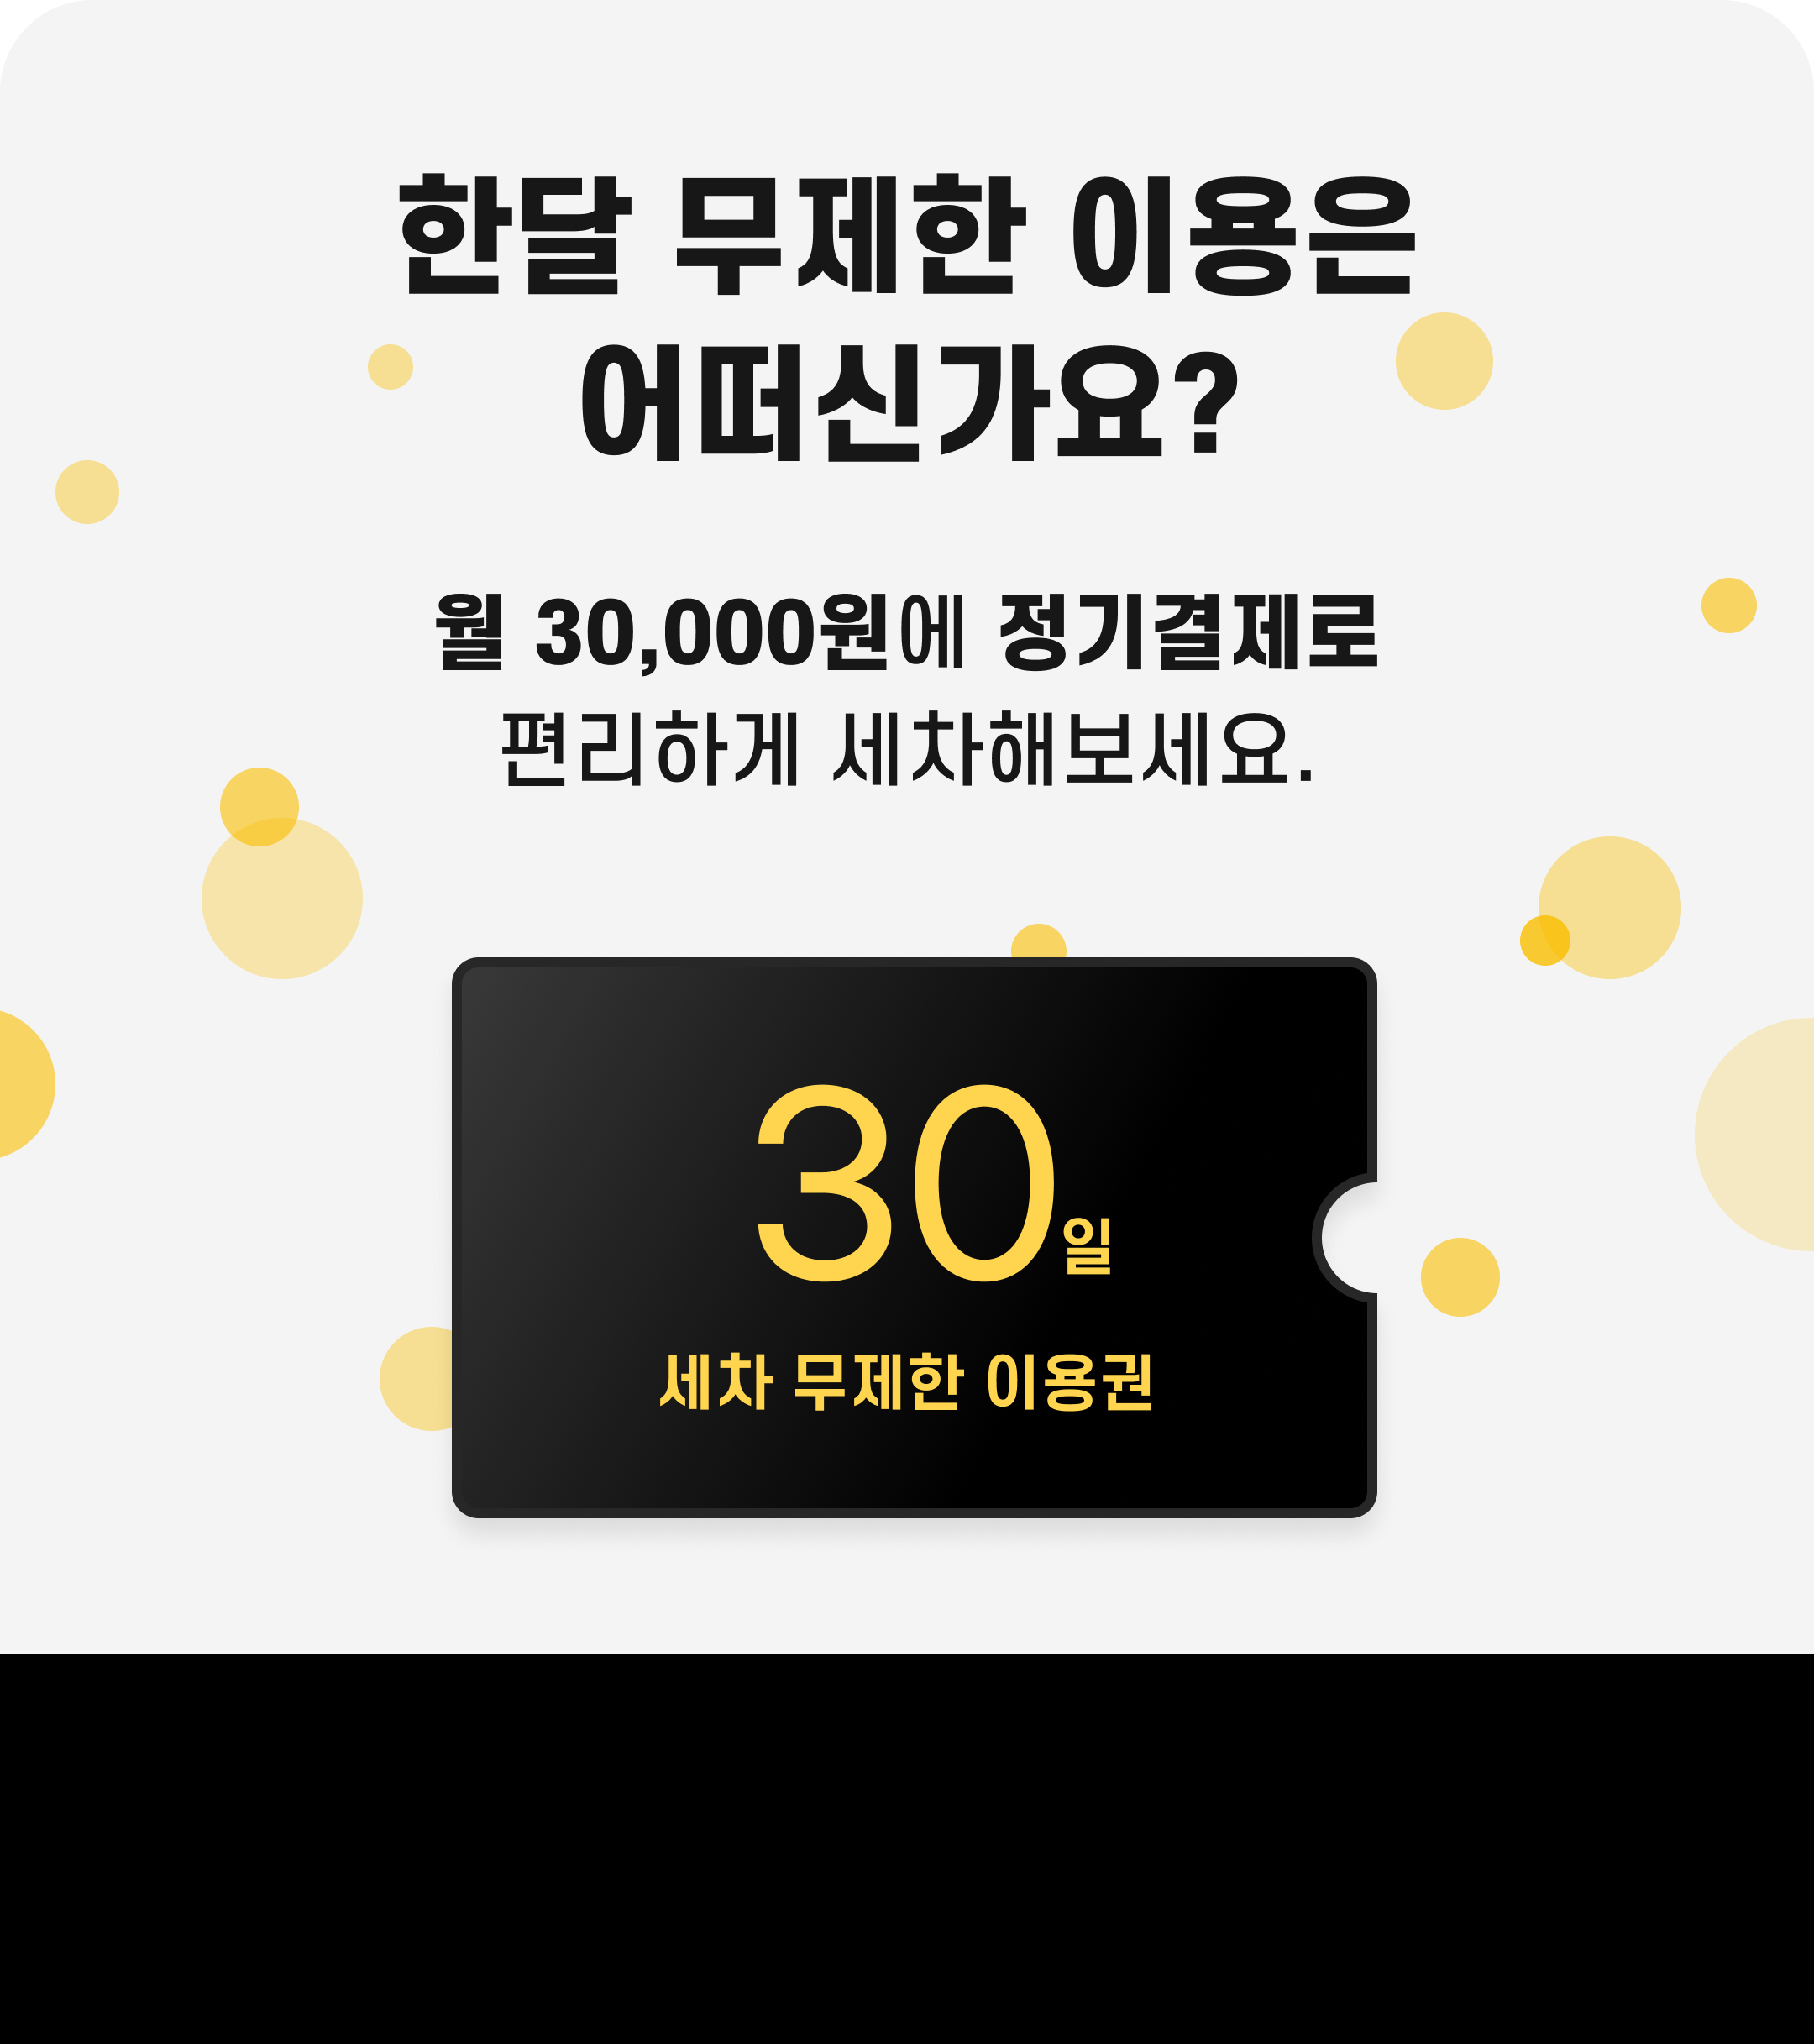 한달 무제한 이용은
어떠신가요?
월 30,000원에 정기결제로
편리하게 세차해보세요.
30일
세차 무제한 이용권